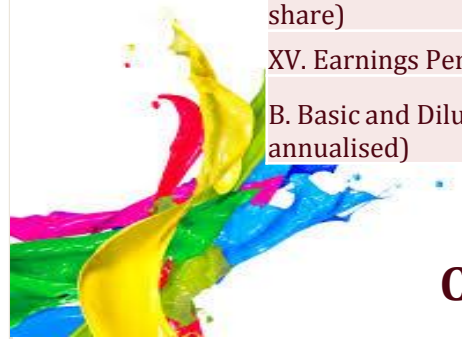 share)
XV. Earnings Per
B. Basic and Dilu
annualised)